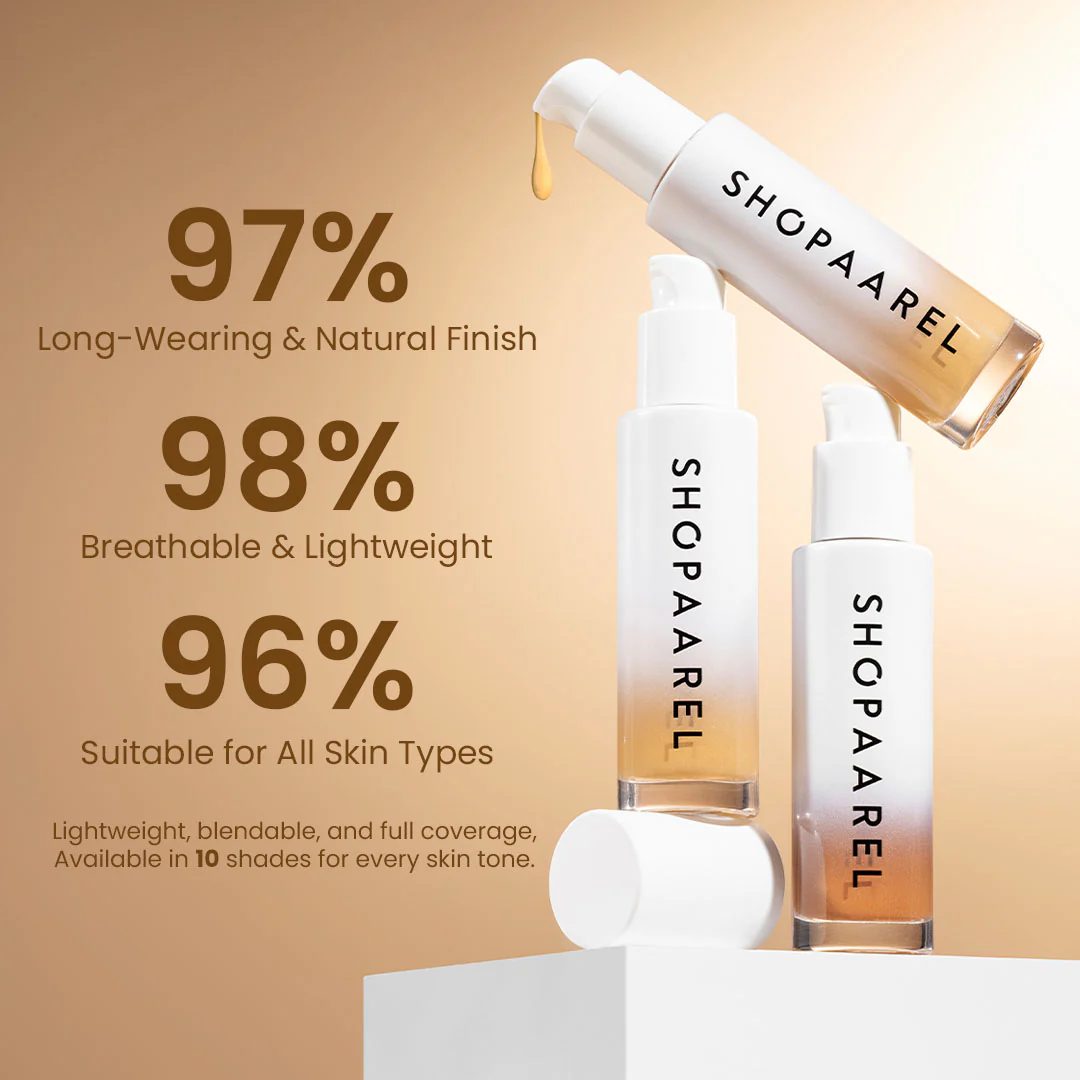 97%
Long-Wearing & Natural Finish
98%
Breathable & Lightweight
96%
Suitable for All Skin Types
Lightweight, blendable, and full coverage,
Available in 10 shades for every skin tone.
SHOPAAREL
SHOPAAREL
SHOPAAREL